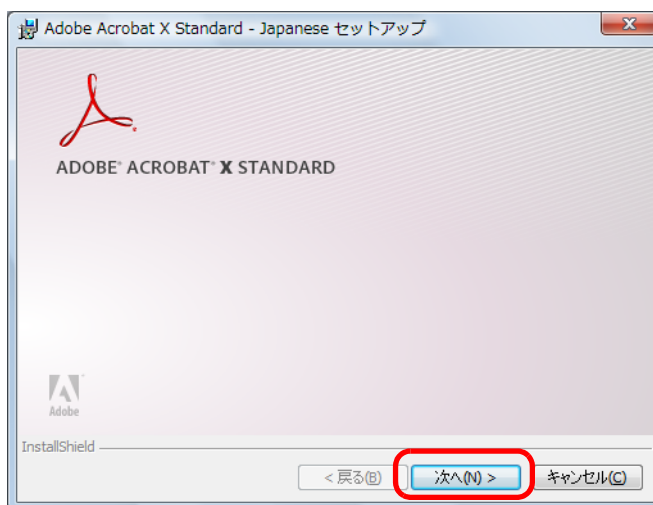 Adobe Acrobat X Standard - Japanese セットアップ
ADOBE® ACROBAT® X STANDARD
Adobe
InstallShield
< 戻る(B)
次へ(N) >
キャンセル(C)